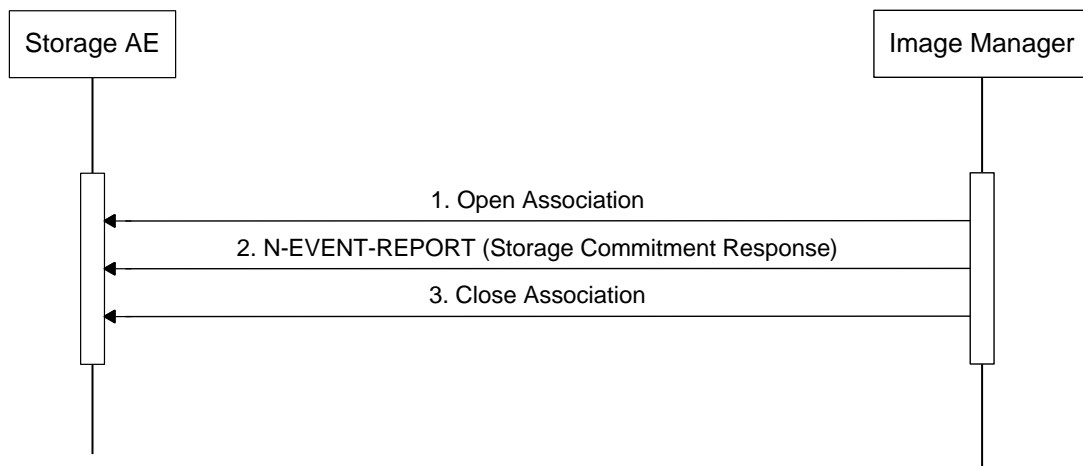 Storage AE
Image Manager
1. Open Association
2. N-EVENT-REPORT (Storage Commitment Response)
3. Close Association